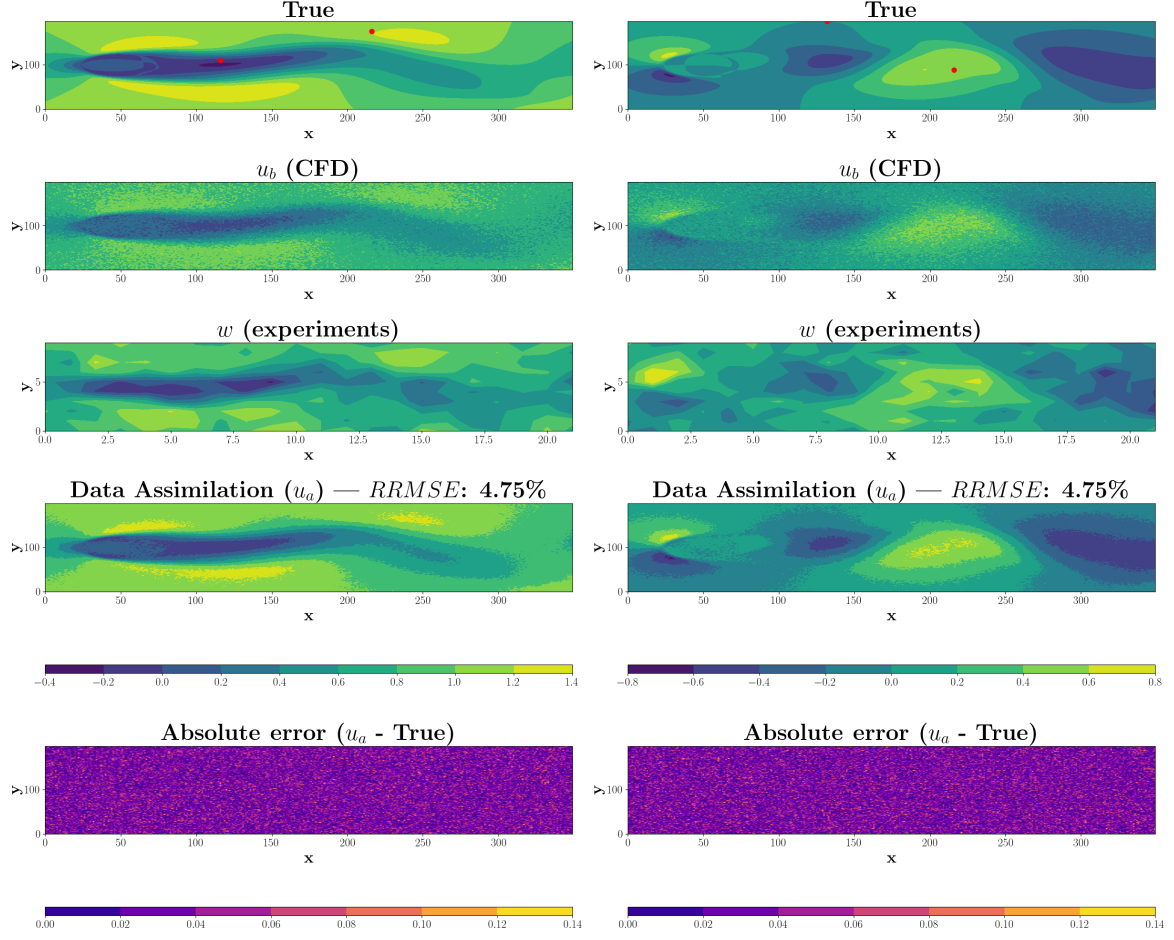 True True
y 100 y 100
0 0
0 50 100 150 200 250 300 0 50 100 150 200 250 300
x x
u_b (CFD) u_b (CFD)
y 100 y 100
0 0
0 50 100 150 200 250 300 0 50 100 150 200 250 300
x x
w (experiments) w (experiments)
y 5 y 5
0 0
0.0 2.5 5.0 7.5 10.0 12.5 15.0 17.5 20.0 0.0 2.5 5.0 7.5 10.0 12.5 15.0 17.5 20.0
x x
Data Assimilation (u_a) — RRMSE: 4.75% Data Assimilation (u_a) — RRMSE: 4.75%
y 100 y 100
0 0
0 50 100 150 200 250 300 0 50 100 150 200 250 300
x x
−0.4 −0.2 0.0 0.2 0.4 0.6 0.8 1.0 1.2 1.4 −0.8 −0.6 −0.4 −0.2 0.0 0.2 0.4 0.6 0.8
Absolute error (u_a - True) Absolute error (u_a - True)
y 100 y 100
0 0
0 50 100 150 200 250 300 0 50 100 150 200 250 300
x x
0.00 0.02 0.04 0.06 0.08 0.10 0.12 0.14 0.00 0.02 0.04 0.06 0.08 0.10 0.12 0.14